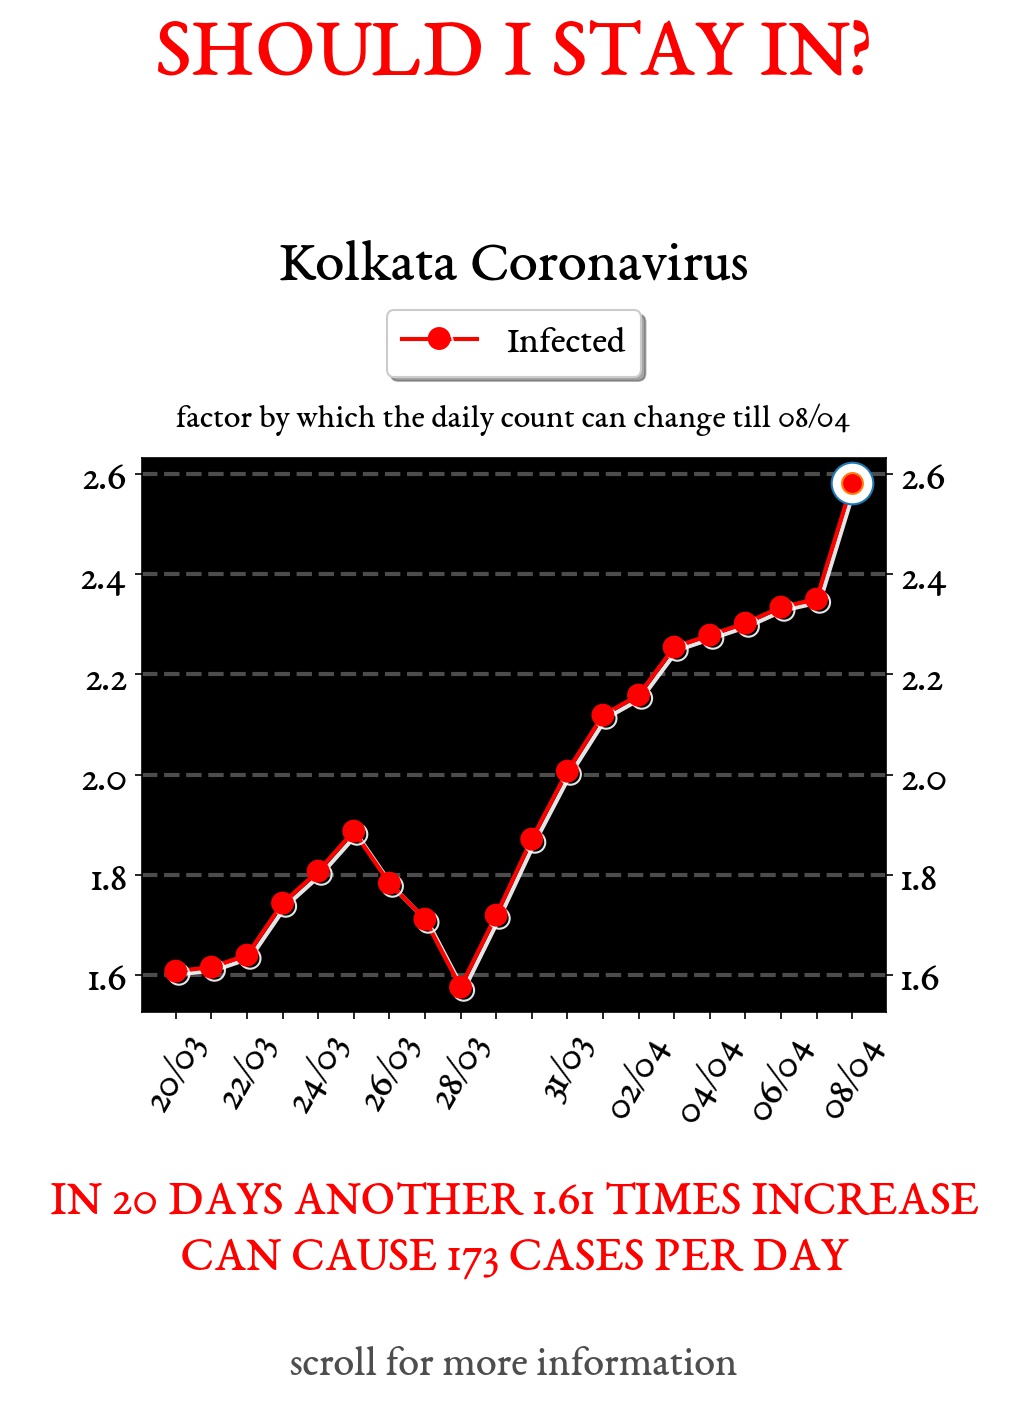 SHOULD I STAY IN?
Kolkata Coronavirus
Infected
factor by which the daily count can change till 08/04
2.6 2.6
2.4 2.4
2.2 2.2
2.0 2.0
1.8 1.8
1.6 1.6
20/03 22/03 24/03 26/03 28/03 31/03 02/04 04/04 06/04 08/04
IN 20 DAYS ANOTHER 1.61 TIMES INCREASE
CAN CAUSE 173 CASES PER DAY
scroll for more information